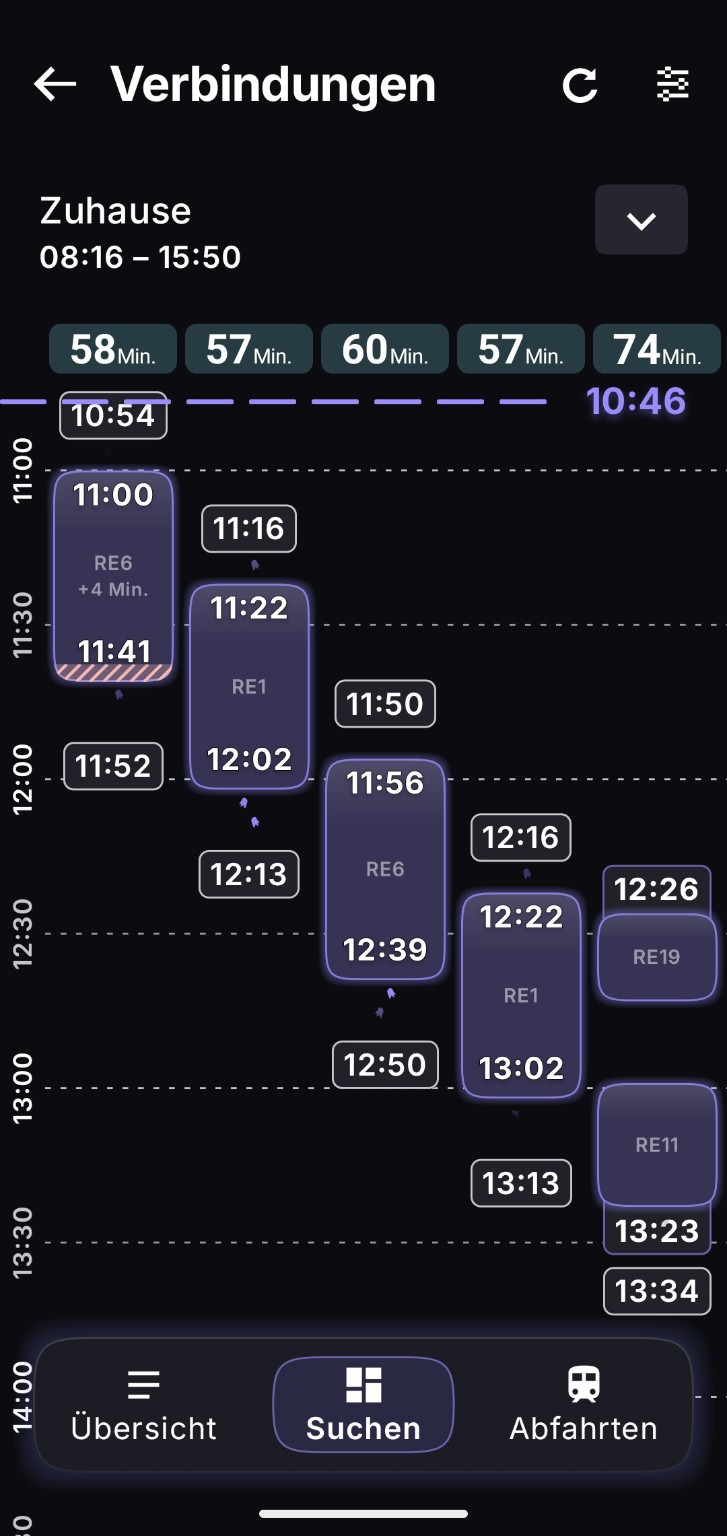 Verbindungen
Zuhause
08:16 – 15:50
58Min.
57Min.
60Min.
57Min.
74Min.
10:46
10:54
11:00
11:00
RE6
+4 Min.
11:41
11:52
11:16
11:22
RE1
12:02
12:13
11:50
11:56
RE6
12:39
12:50
12:16
12:22
RE1
13:02
13:13
12:26
RE19
RE11
13:23
13:34
11:30
12:00
12:30
13:00
13:30
14:00
Übersicht
Suchen
Abfahrten